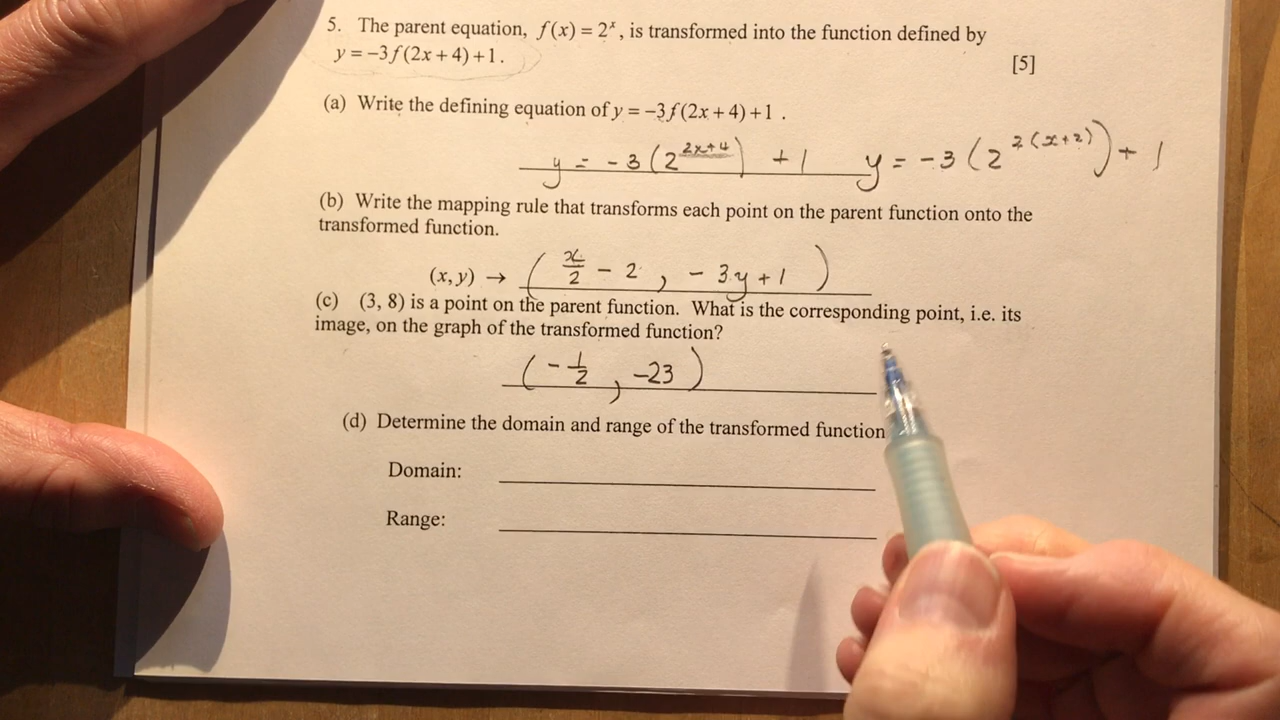 5. The parent equation, f(x) = 2ˣ, is transformed into the function defined by
y = −3f(2x + 4) + 1.
[5]
(a) Write the defining equation of y = −3f(2x + 4) + 1 .
y = - 3 (2^(2x+4)) + 1 y = - 3 (2^(2(x+2))) + 1
(b) Write the mapping rule that transforms each point on the parent function onto the
transformed function.
(x, y) → ( x/2 - 2 , - 3y + 1 )
(c) (3, 8) is a point on the parent function. What is the corresponding point, i.e. its
image, on the graph of the transformed function?
( - 1/2 , -23 )
(d) Determine the domain and range of the transformed function
Domain:
Range: